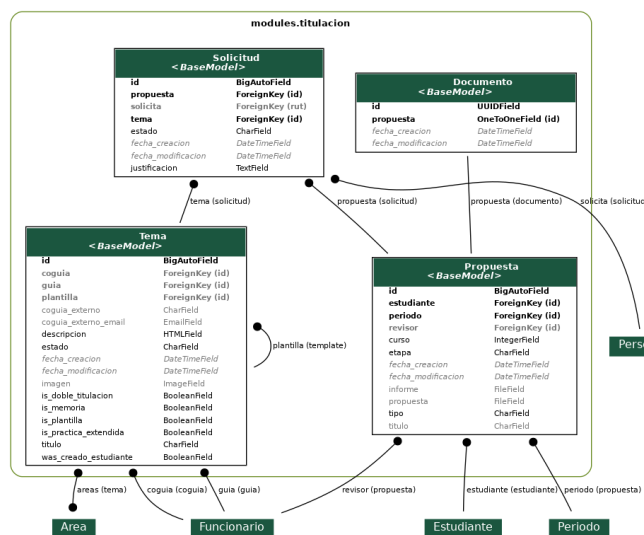 modules.titulacion
Solicitud
<BaseModel>
id BigAutoField
propuesta ForeignKey (id)
solicita ForeignKey (rut)
tema ForeignKey (id)
estado CharField
fecha_creacion DateTimeField
fecha_modificacion DateTimeField
justificacion TextField
Documento
<BaseModel>
id UUIDField
propuesta OneToOneField (id)
fecha_creacion DateTimeField
fecha_modificacion DateTimeField
tema (solicitud)
propuesta (solicitud)
propuesta (documento)
solicita (solicitud
Tema
<BaseModel>
id BigAutoField
coguia ForeignKey (id)
guia ForeignKey (id)
plantilla ForeignKey (id)
coguia_externo CharField
coguia_externo_email EmailField
descripcion HTMLField
estado CharField
fecha_creacion DateTimeField
fecha_modificacion DateTimeField
imagen ImageField
is_doble_titulacion BooleanField
is_memoria BooleanField
is_plantilla BooleanField
is_practica_extendida BooleanField
titulo CharField
was_creado_estudiante BooleanField
plantilla (template)
Propuesta
<BaseModel>
id BigAutoField
estudiante ForeignKey (id)
periodo ForeignKey (id)
revisor ForeignKey (id)
curso IntegerField
etapa CharField
fecha_creacion DateTimeField
fecha_modificacion DateTimeField
informe FileField
propuesta FileField
tipo CharField
titulo CharField
Perso
areas (tema)
coguia (coguia)
guia (guia)
revisor (propuesta)
estudiante (estudiante)
periodo (propuesta)
Area
Funcionario
Estudiante
Periodo